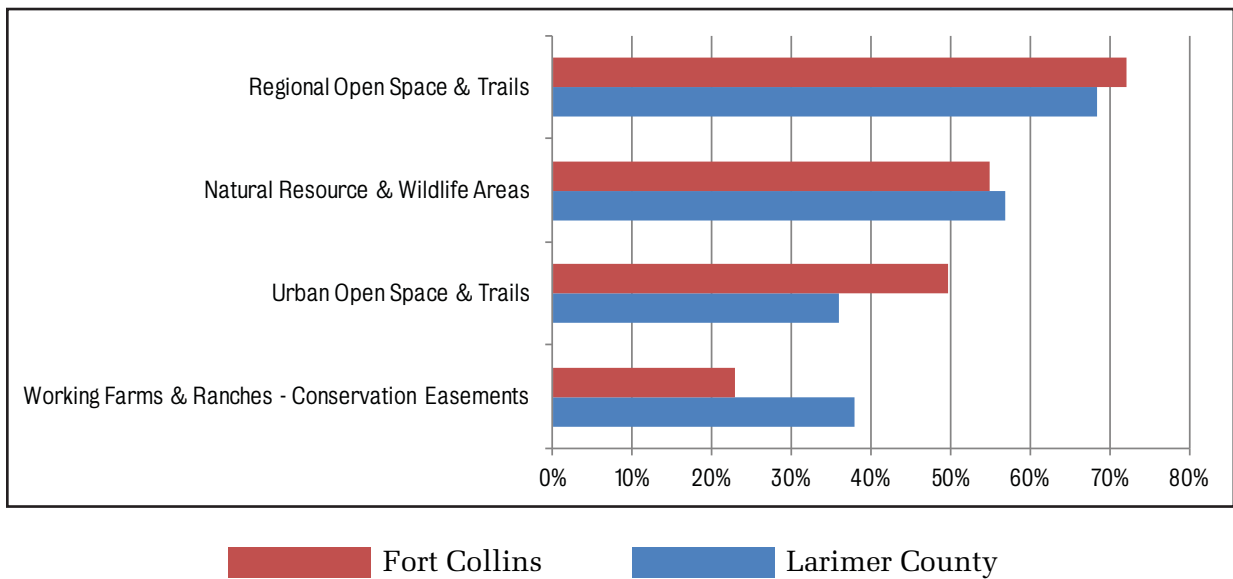 Regional Open Space & Trails
Natural Resource & Wildlife Areas
Urban Open Space & Trails
Working Farms & Ranches - Conservation Easements
0% 10% 20% 30% 40% 50% 60% 70% 80%
Fort Collins Larimer County